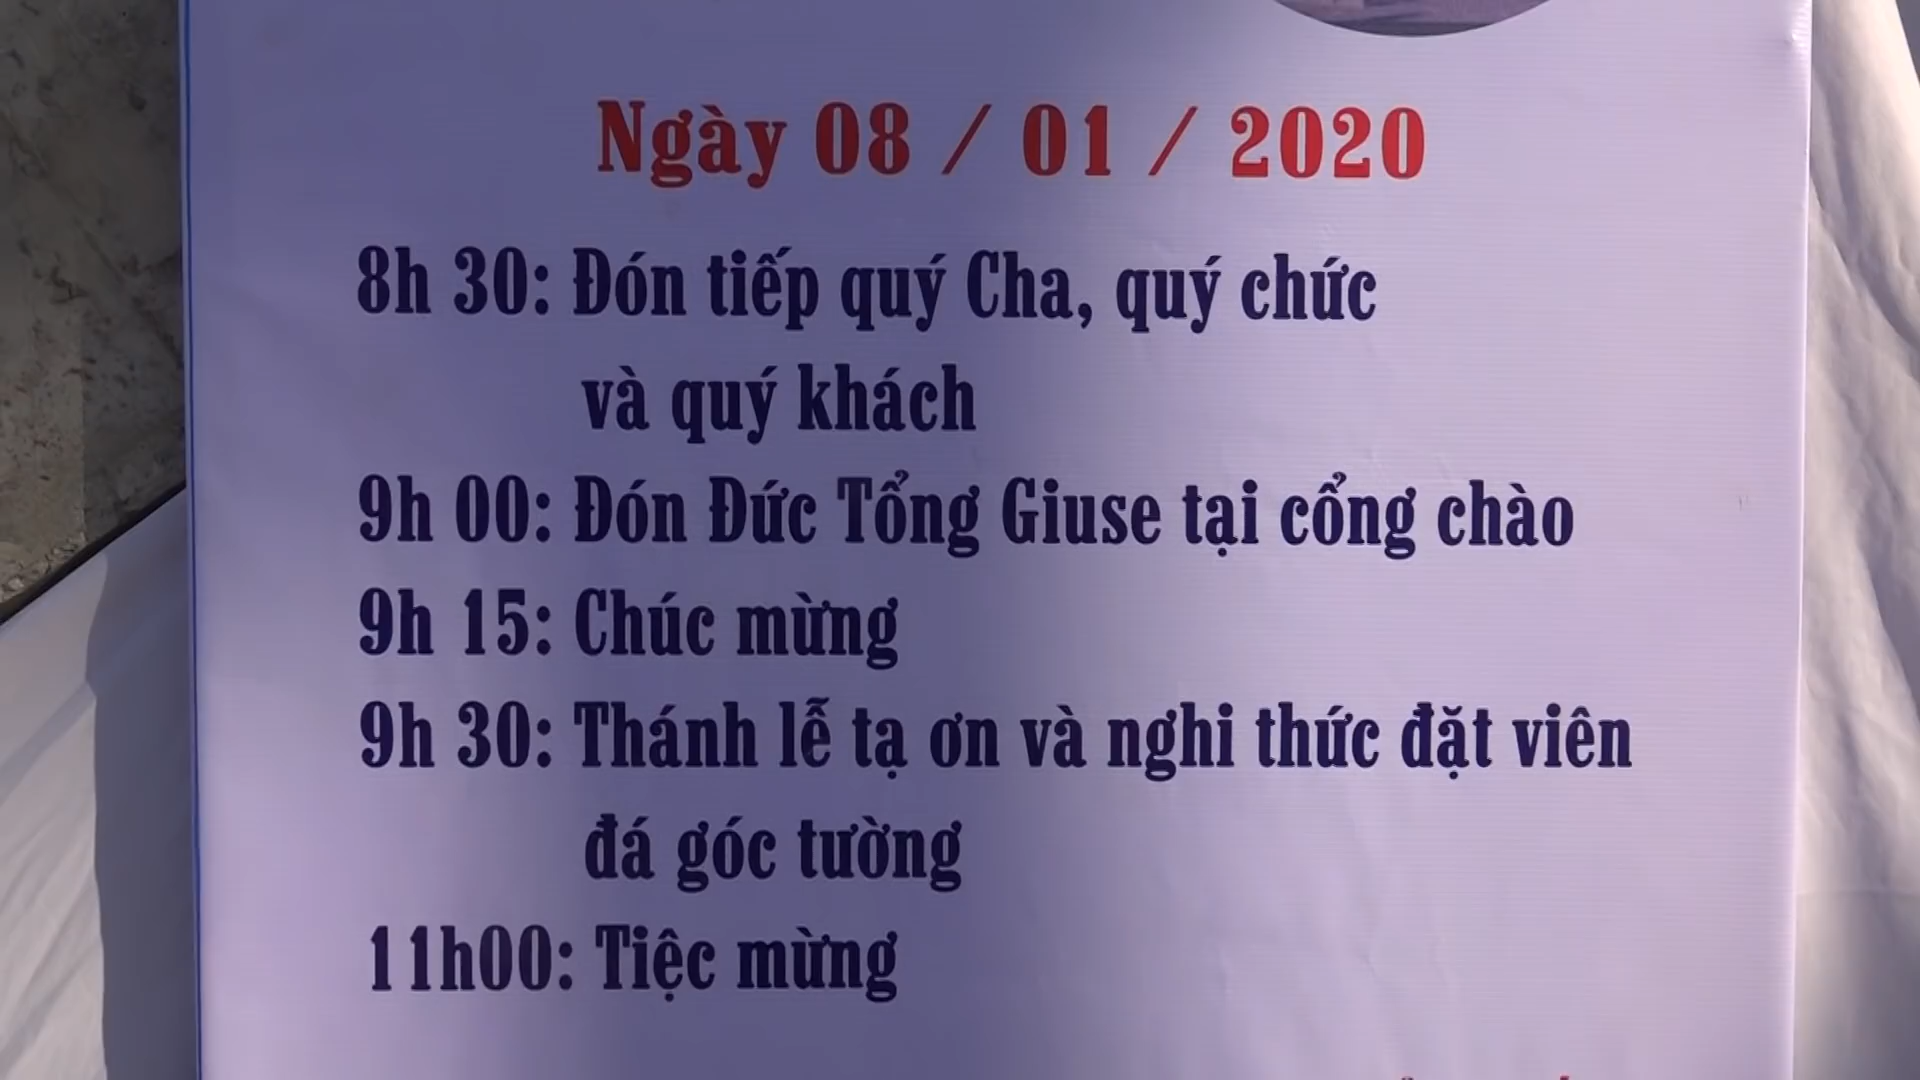 Ngày 08 / 01 / 2020
8h 30: Đón tiếp quý Cha, quý chức
và quý khách
9h 00: Đón Đức Tổng Giuse tại cổng chào
9h 15: Chúc mừng
9h 30: Thánh lễ tạ ơn và nghi thức đặt viên
đá góc tường
11h00: Tiệc mừng